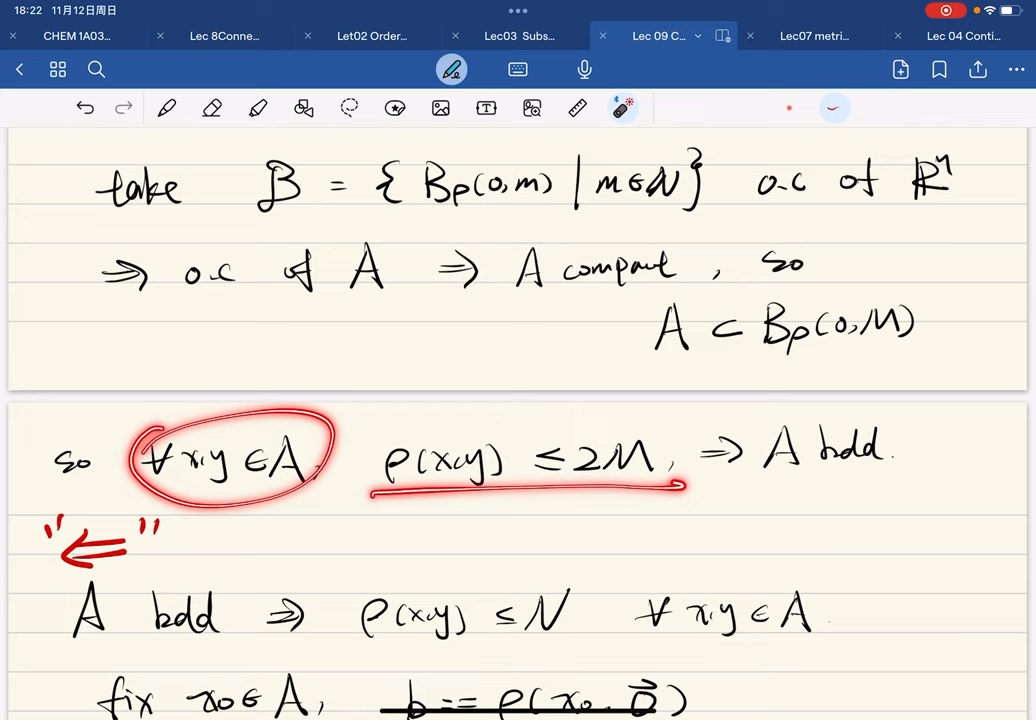 18:22 11月12日周日
CHEM 1A03... Lec 8Conne... Let02 Order... Lec03 Subs... Lec 09 C... Lec07 metri... Lec 04 Conti...
take ℬ = { Bρ(0,m) | m∈ℕ} o.c of ℝⁿ
⇒ o.c of A ⇒ A compact, so
A ⊂ Bρ(0,M)
so ∀ x,y ∈ A, ρ(x,y) ≤ 2M, ⇒ A bdd.
"⇐"
A bdd ⇒ ρ(x,y) ≤ N ∀ x,y ∈ A.
fix x₀ ∈ A, b == ρ(x₀, 0⃗)